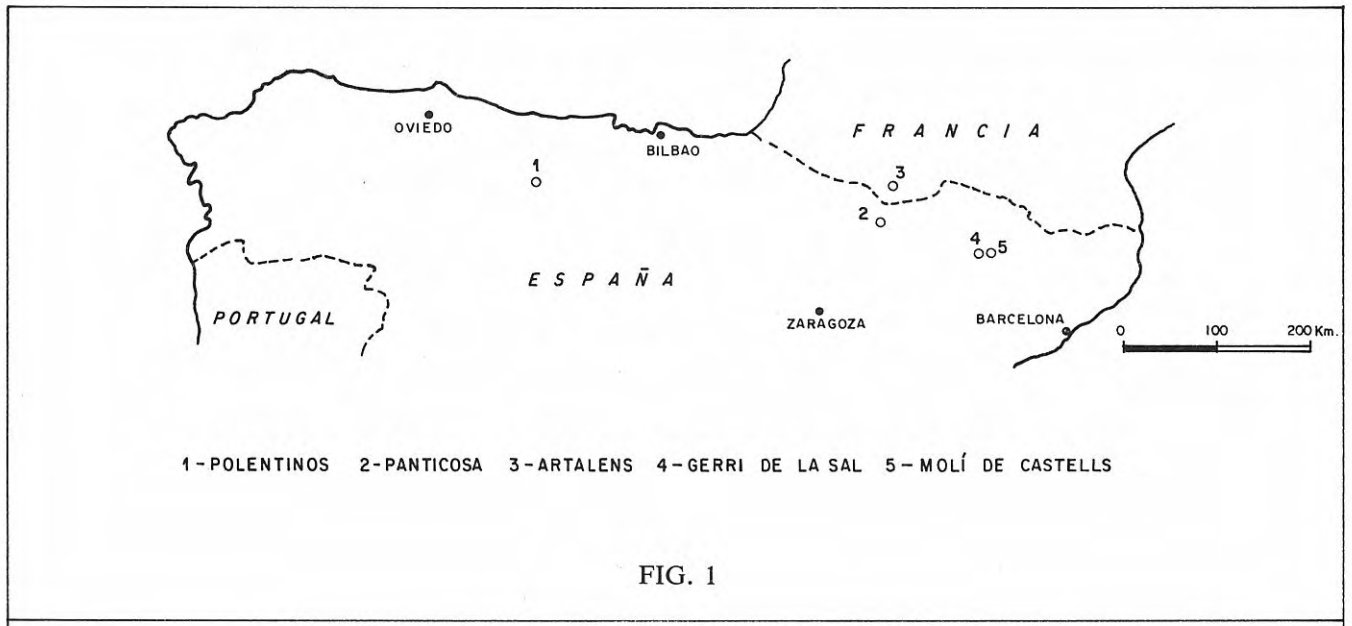 OVIEDO
BILBAO
F R A N C I A
1
3
2
4 5
E S P A Ñ A
PORTUGAL
ZARAGOZA
BARCELONA
0 100 200 Km.
1-POLENTINOS 2-PANTICOSA 3-ARTALENS 4-GERRI DE LA SAL 5-MOLÍ DE CASTELLS
FIG. 1